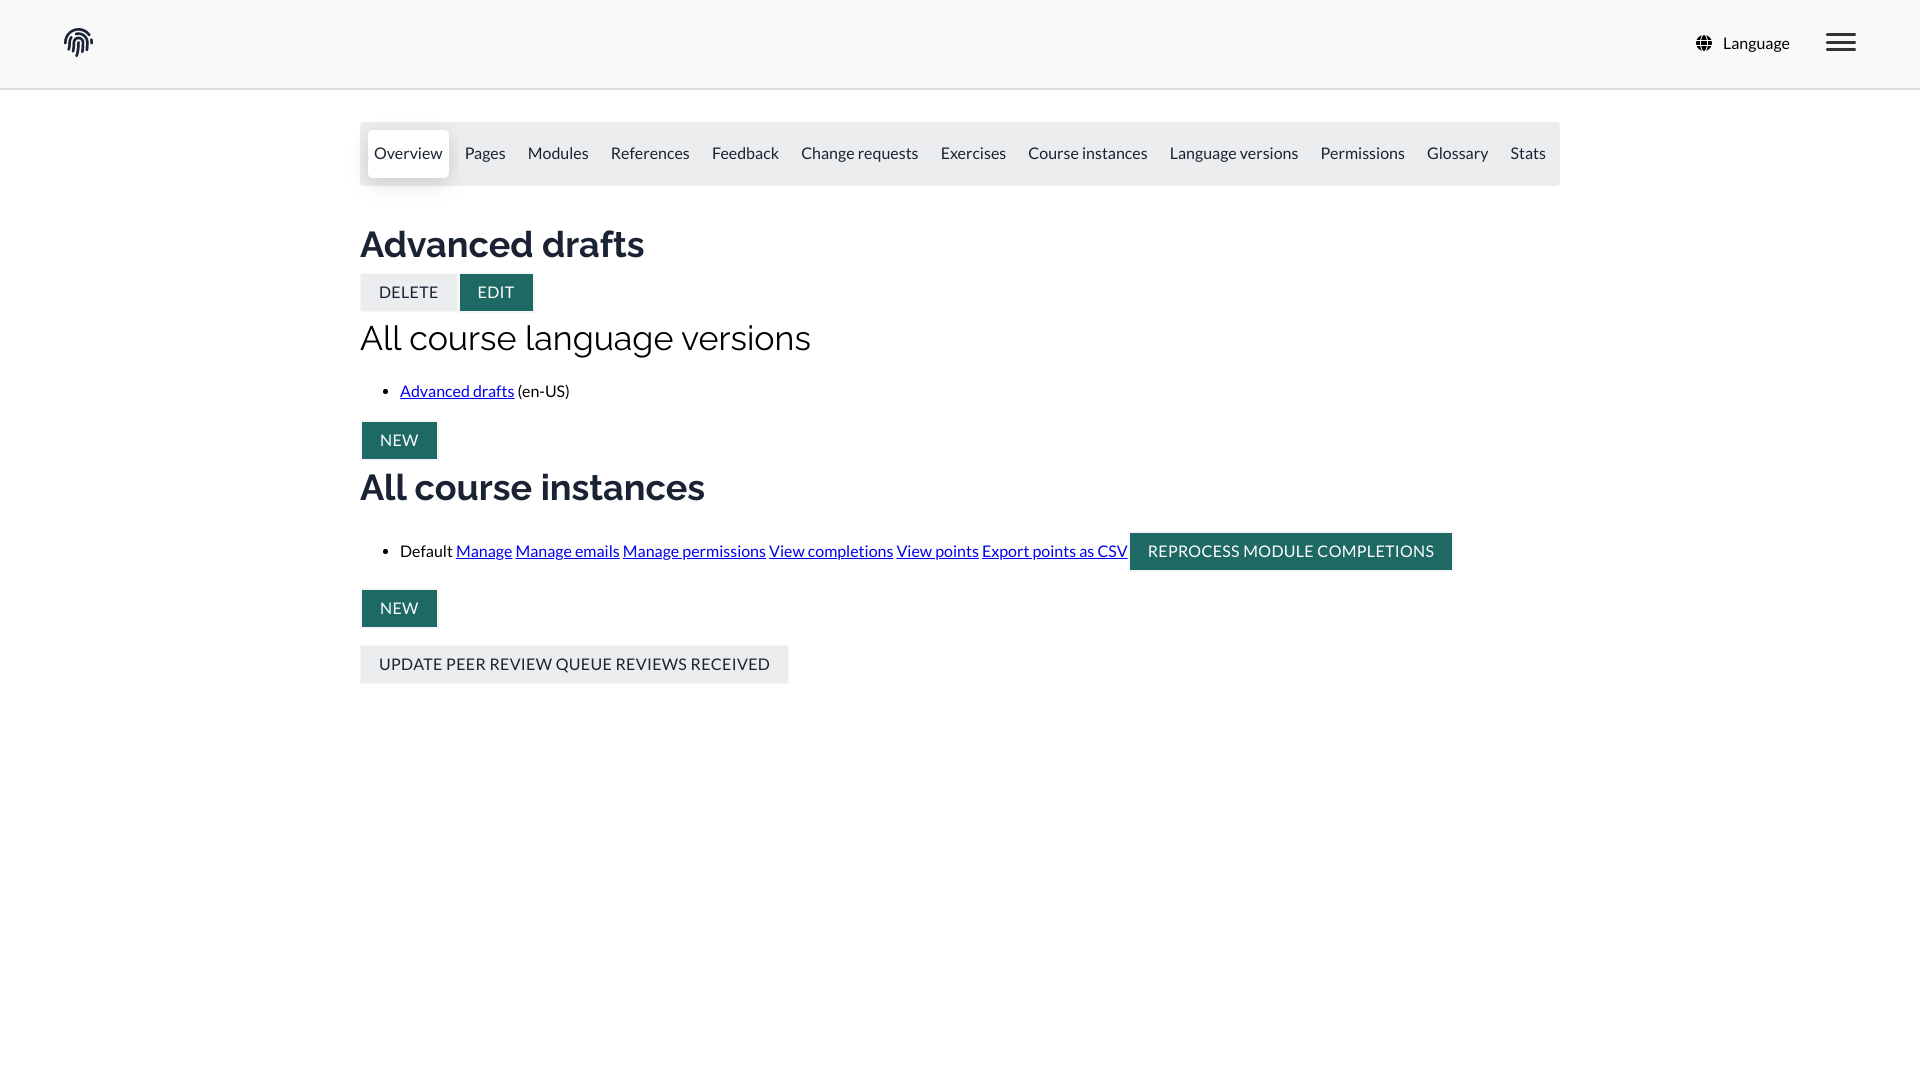 Language
Overview Pages Modules References Feedback Change requests Exercises Course instances Language versions Permissions Glossary Stats
Advanced drafts
DELETE EDIT
All course language versions
Advanced drafts (en-US)
NEW
All course instances
Default Manage Manage emails Manage permissions View completions View points Export points as CSV REPROCESS MODULE COMPLETIONS
NEW
UPDATE PEER REVIEW QUEUE REVIEWS RECEIVED